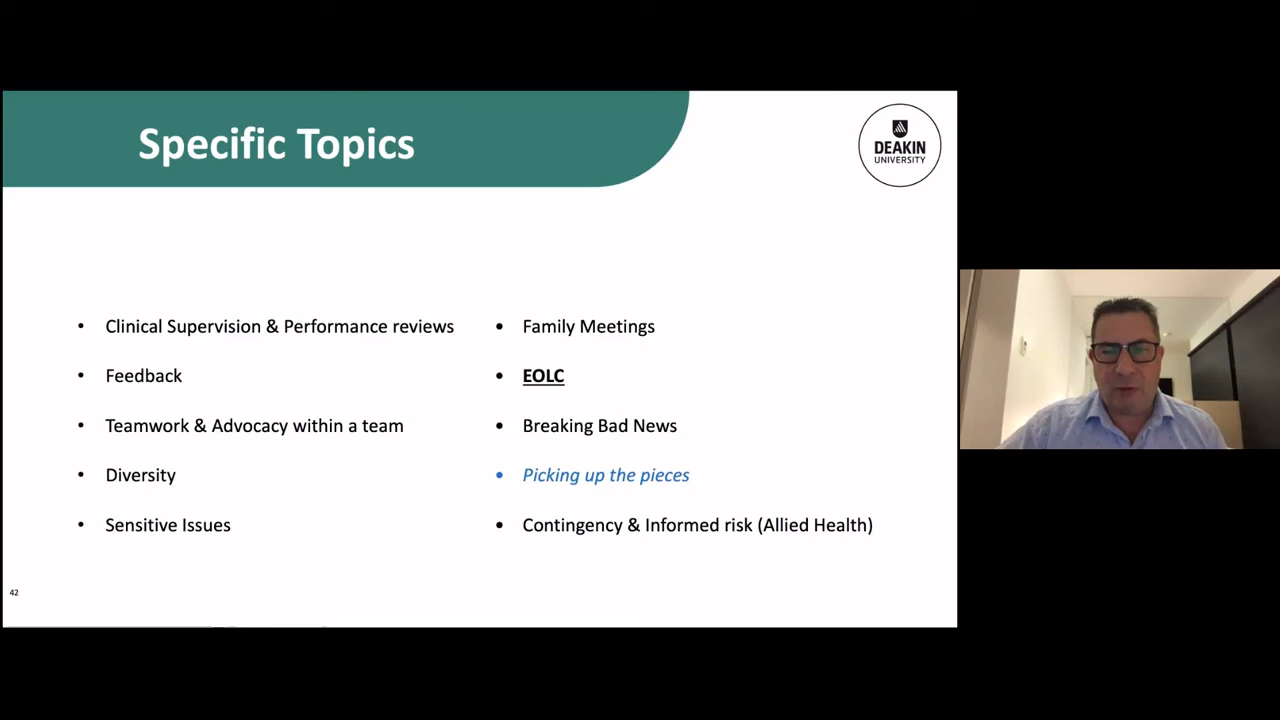 Specific Topics
DEAKIN
UNIVERSITY
Clinical Supervision & Performance reviews
Feedback
Teamwork & Advocacy within a team
Diversity
Sensitive Issues
Family Meetings
EOLC
Breaking Bad News
Picking up the pieces
Contingency & Informed risk (Allied Health)
42